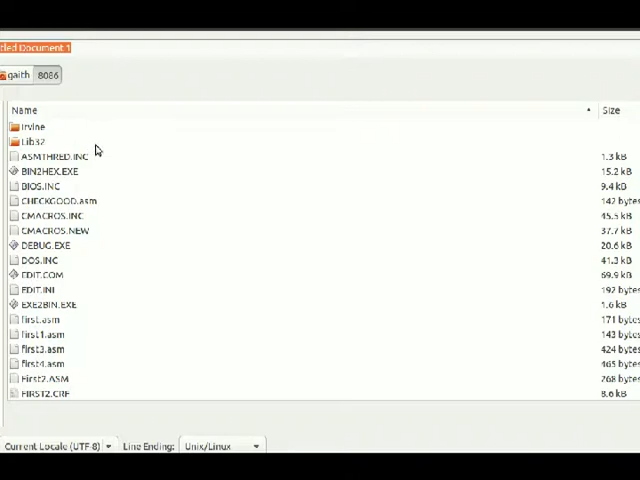 tled Document 1
gaith 8086
Name Size
Irvine
Lib32
ASMTHRED.INC 1.3 kB
BIN2HEX.EXE 15.2 kB
BIOS.INC 9.4 kB
CHECKGOOD.asm 142 bytes
CMACROS.INC 45.5 kB
CMACROS.NEW 37.7 kB
DEBUG.EXE 20.6 kB
DOS.INC 41.3 kB
EDIT.COM 69.9 kB
EDIT.INI 192 bytes
EXE2BIN.EXE 1.6 kB
first.asm 171 bytes
first1.asm 143 bytes
first3.asm 424 bytes
first4.asm 465 bytes
First2.ASM 268 bytes
FIRST2.CRF 8.6 kB
Current Locale (UTF-8) Line Ending: Unix/Linux